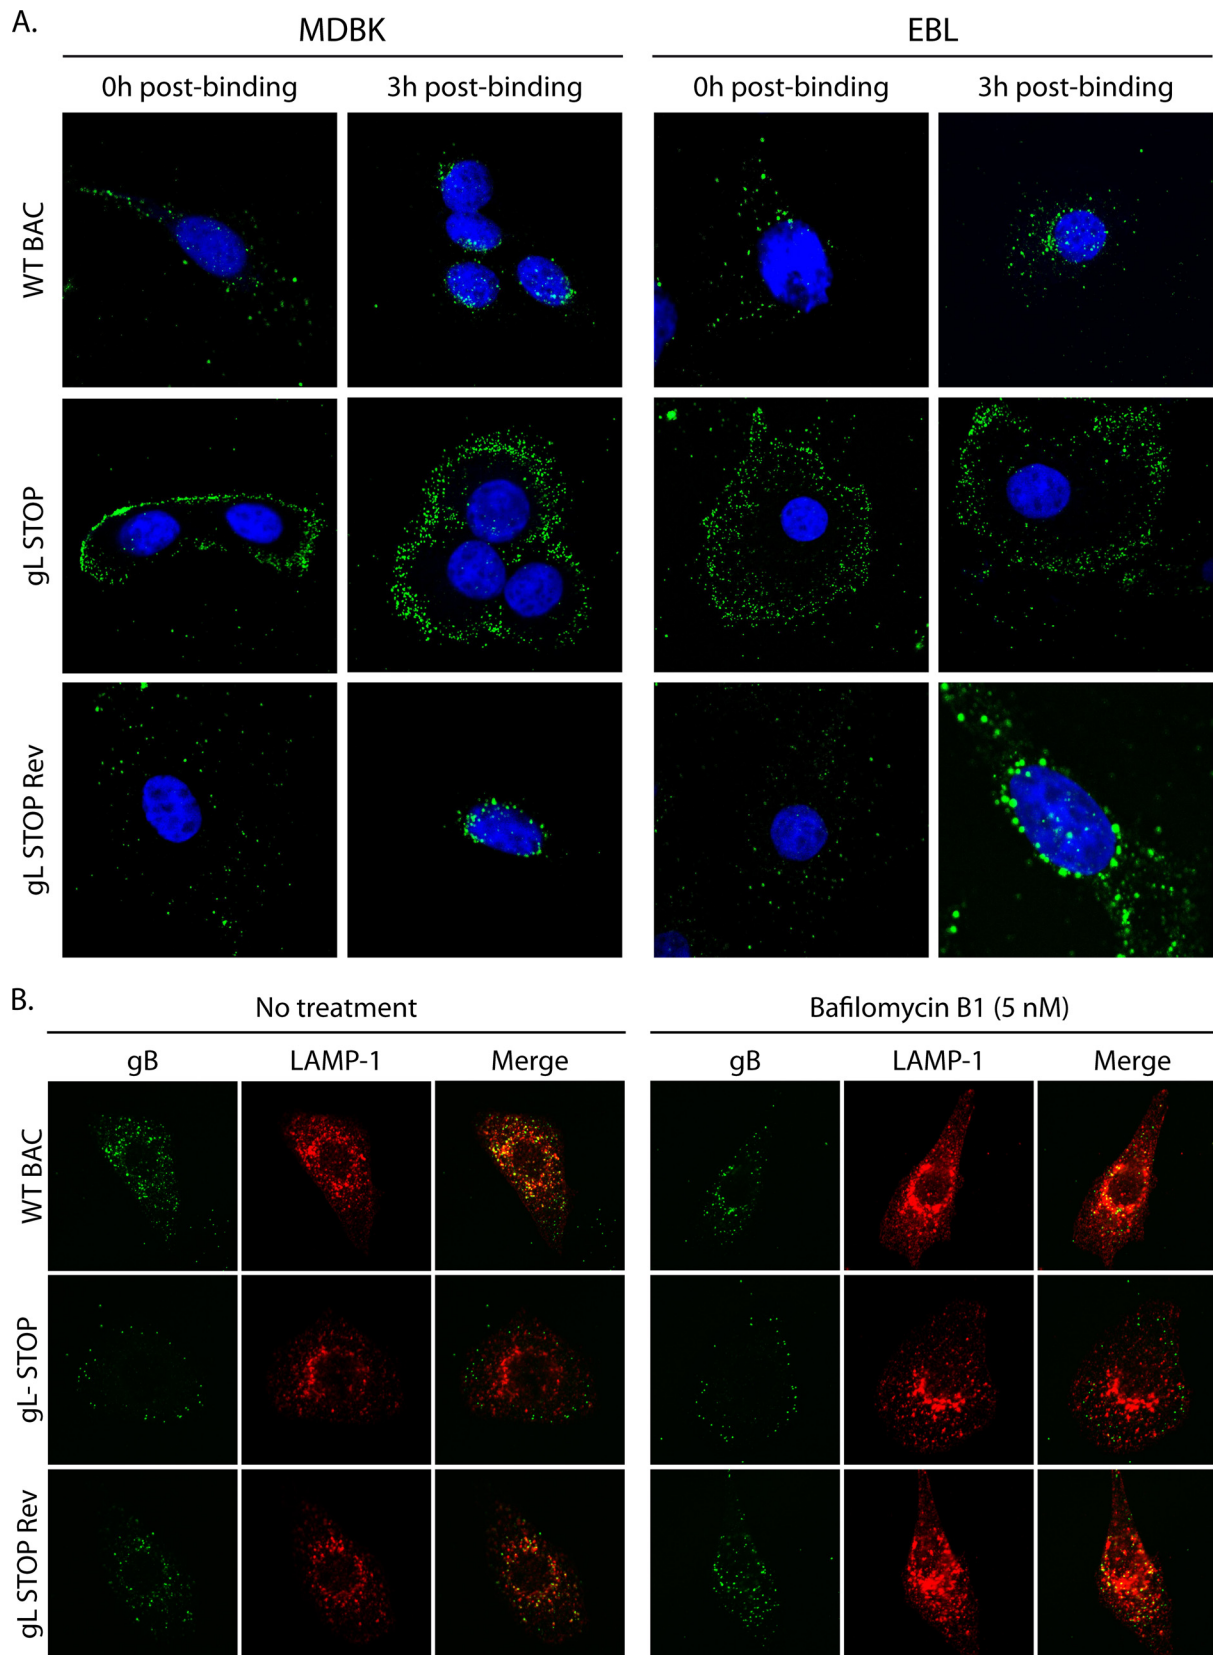 A.
MDBK EBL
0h post-binding 3h post-binding 0h post-binding 3h post-binding
WT BAC
gL STOP
gL STOP Rev
B.
No treatment Bafilomycin B1 (5 nM)
gB LAMP-1 Merge gB LAMP-1 Merge
WT BAC
gL- STOP
gL STOP Rev